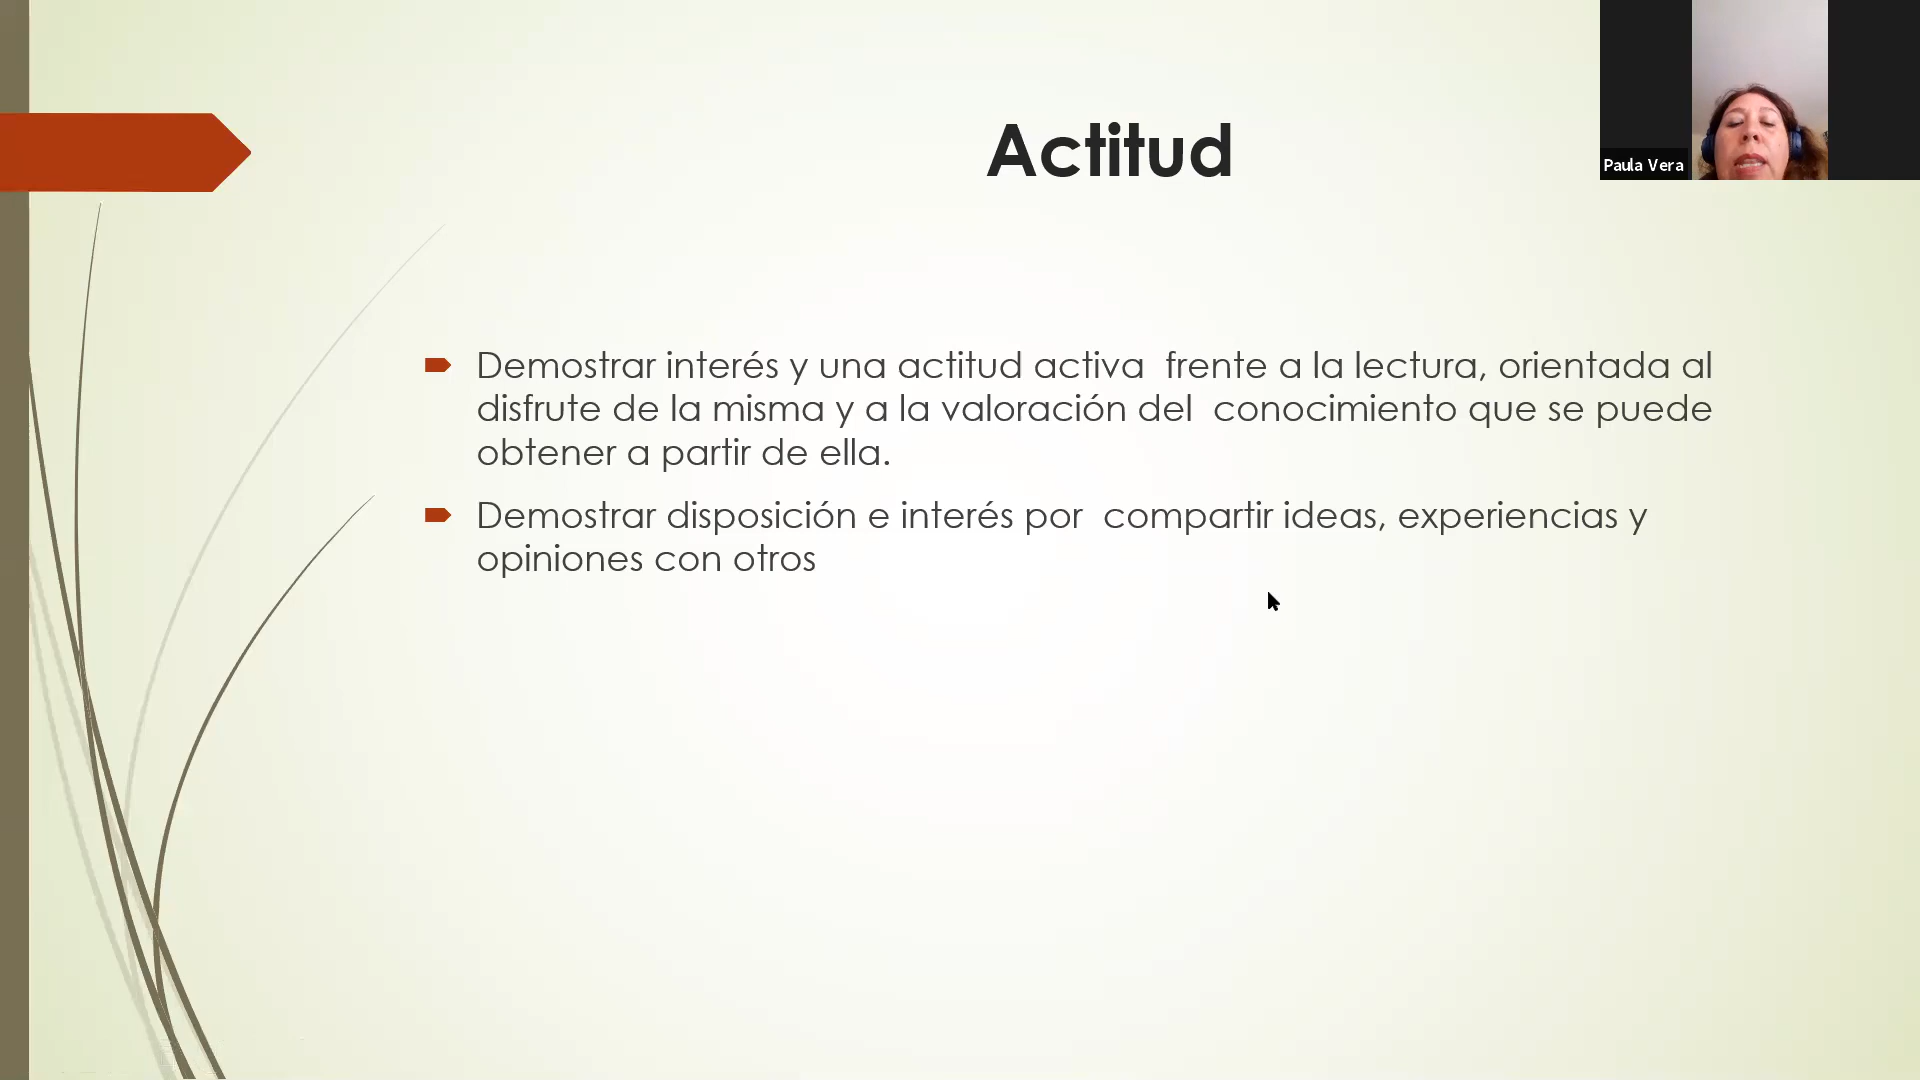 Actitud
Paula Vera
Demostrar interés y una actitud activa  frente a la lectura, orientada al
disfrute de la misma y a la valoración del  conocimiento que se puede
obtener a partir de ella.
Demostrar disposición e interés por  compartir ideas, experiencias y
opiniones con otros